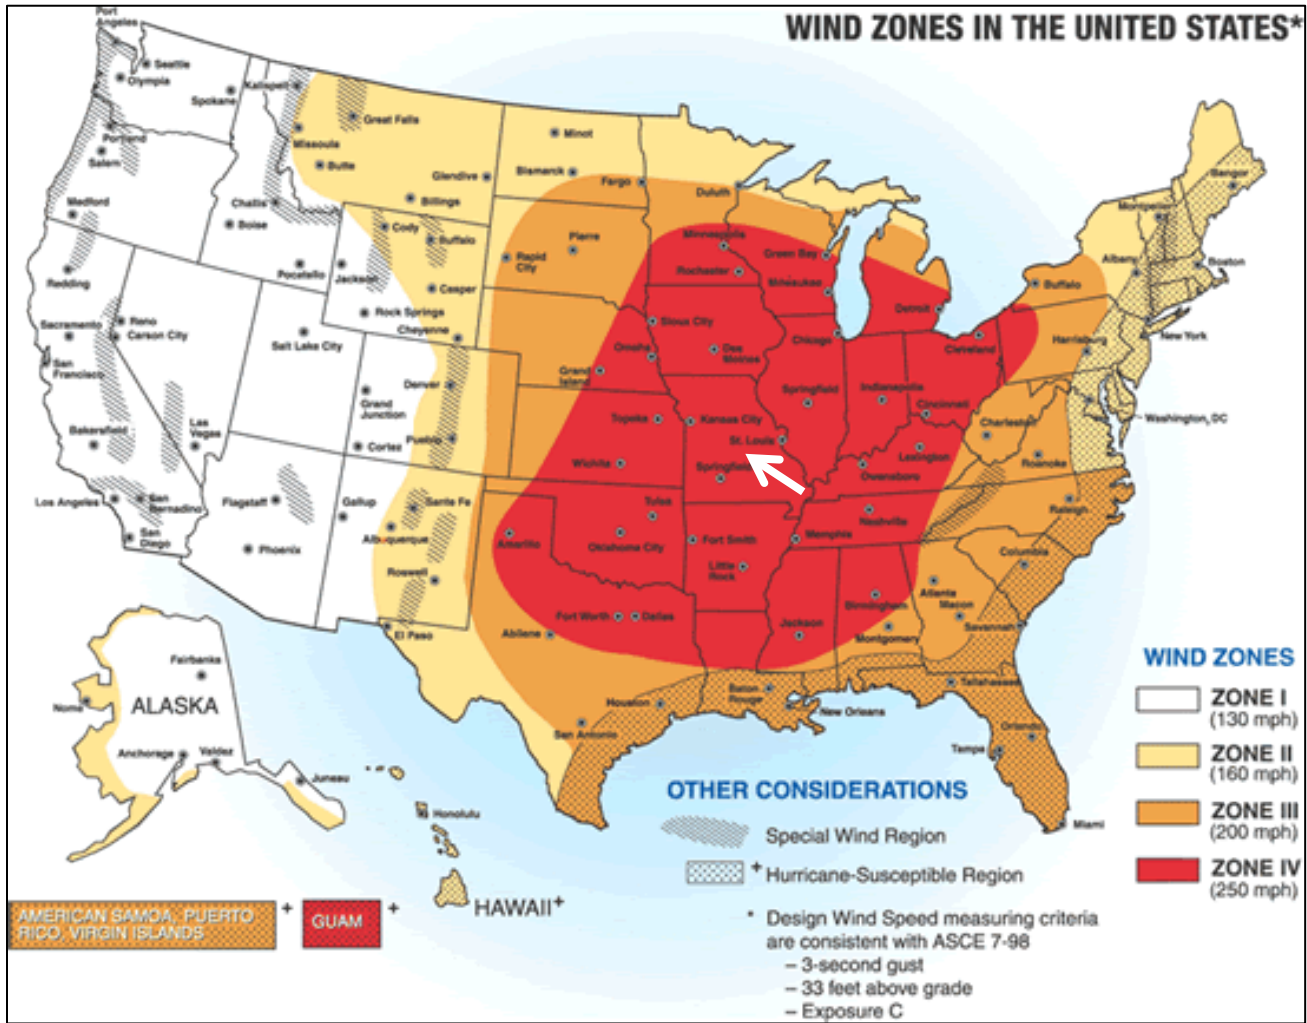 WIND ZONES IN THE UNITED STATES*
Port
Angeles
Seattle
Olympia
Spokane
Kalispell
Great Falls
Missoula
Butte
Glendive
Billings
Minot
Bismarck
Fargo
Duluth
Portland
Salem
Medford
Challis
Boise
Pocatello
Cody
Buffalo
Jackson
Casper
Rock Springs
Cheyenne
Rapid
City
Pierre
Minneapolis
Rochester
Green Bay
Milwaukee
Detroit
Buffalo
Albany
Montpelier
Bangor
Boston
New York
Harrisburg
Washington, DC
Redding
Sacramento
San
Francisco
Reno
Carson City
Salt Lake City
Grand
Junction
Denver
Pueblo
Cortez
Las
Vegas
Bakersfield
Los Angeles
San
Bernadino
San
Diego
Flagstaff
Phoenix
Gallup
Sante Fe
Albuquerque
Roswell
El Paso
Sioux City
Omaha
Des
Moines
Grand
Island
Chicago
Cleveland
Springfield
Indianapolis
Cincinnati
Charleston
Topeka
Kansas City
St. Louis
Wichita
Springfield
Owensboro
Lexington
Roanoke
Raleigh
Tulsa
Oklahoma City
Amarillo
Fort Smith
Little
Rock
Memphis
Nashville
Columbia
Atlanta
Macon
Savannah
Birmingham
Montgomery
Jackson
Fort Worth
Dallas
Abilene
Houston
San Antonio
Baton
Rouge
New Orleans
Tallahassee
Orlando
Tampa
Miami
Fairbanks
ALASKA
Nome
Anchorage
Valdez
Juneau
Honolulu
HAWAII+
AMERICAN SAMOA, PUERTO
RICO, VIRGIN ISLANDS
+
GUAM
+
WIND ZONES
ZONE I
(130 mph)
ZONE II
(160 mph)
ZONE III
(200 mph)
ZONE IV
(250 mph)
OTHER CONSIDERATIONS
Special Wind Region
+ Hurricane-Susceptible Region
* Design Wind Speed measuring criteria
are consistent with ASCE 7-98
– 3-second gust
– 33 feet above grade
– Exposure C